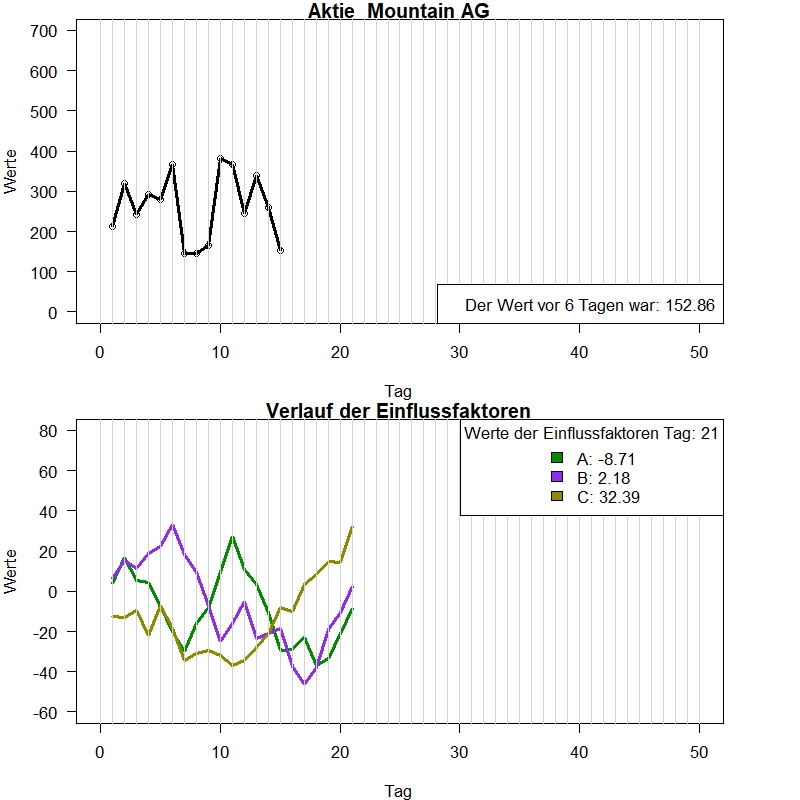 Aktie  Mountain AG
Werte
700
600
500
400
300
200
100
0
Der Wert vor 6 Tagen war: 152.86
0 10 20 30 40 50
Tag
Verlauf der Einflussfaktoren
Werte
80
60
40
20
0
-20
-40
-60
Werte der Einflussfaktoren Tag: 21
A: -8.71
B: 2.18
C: 32.39
0 10 20 30 40 50
Tag